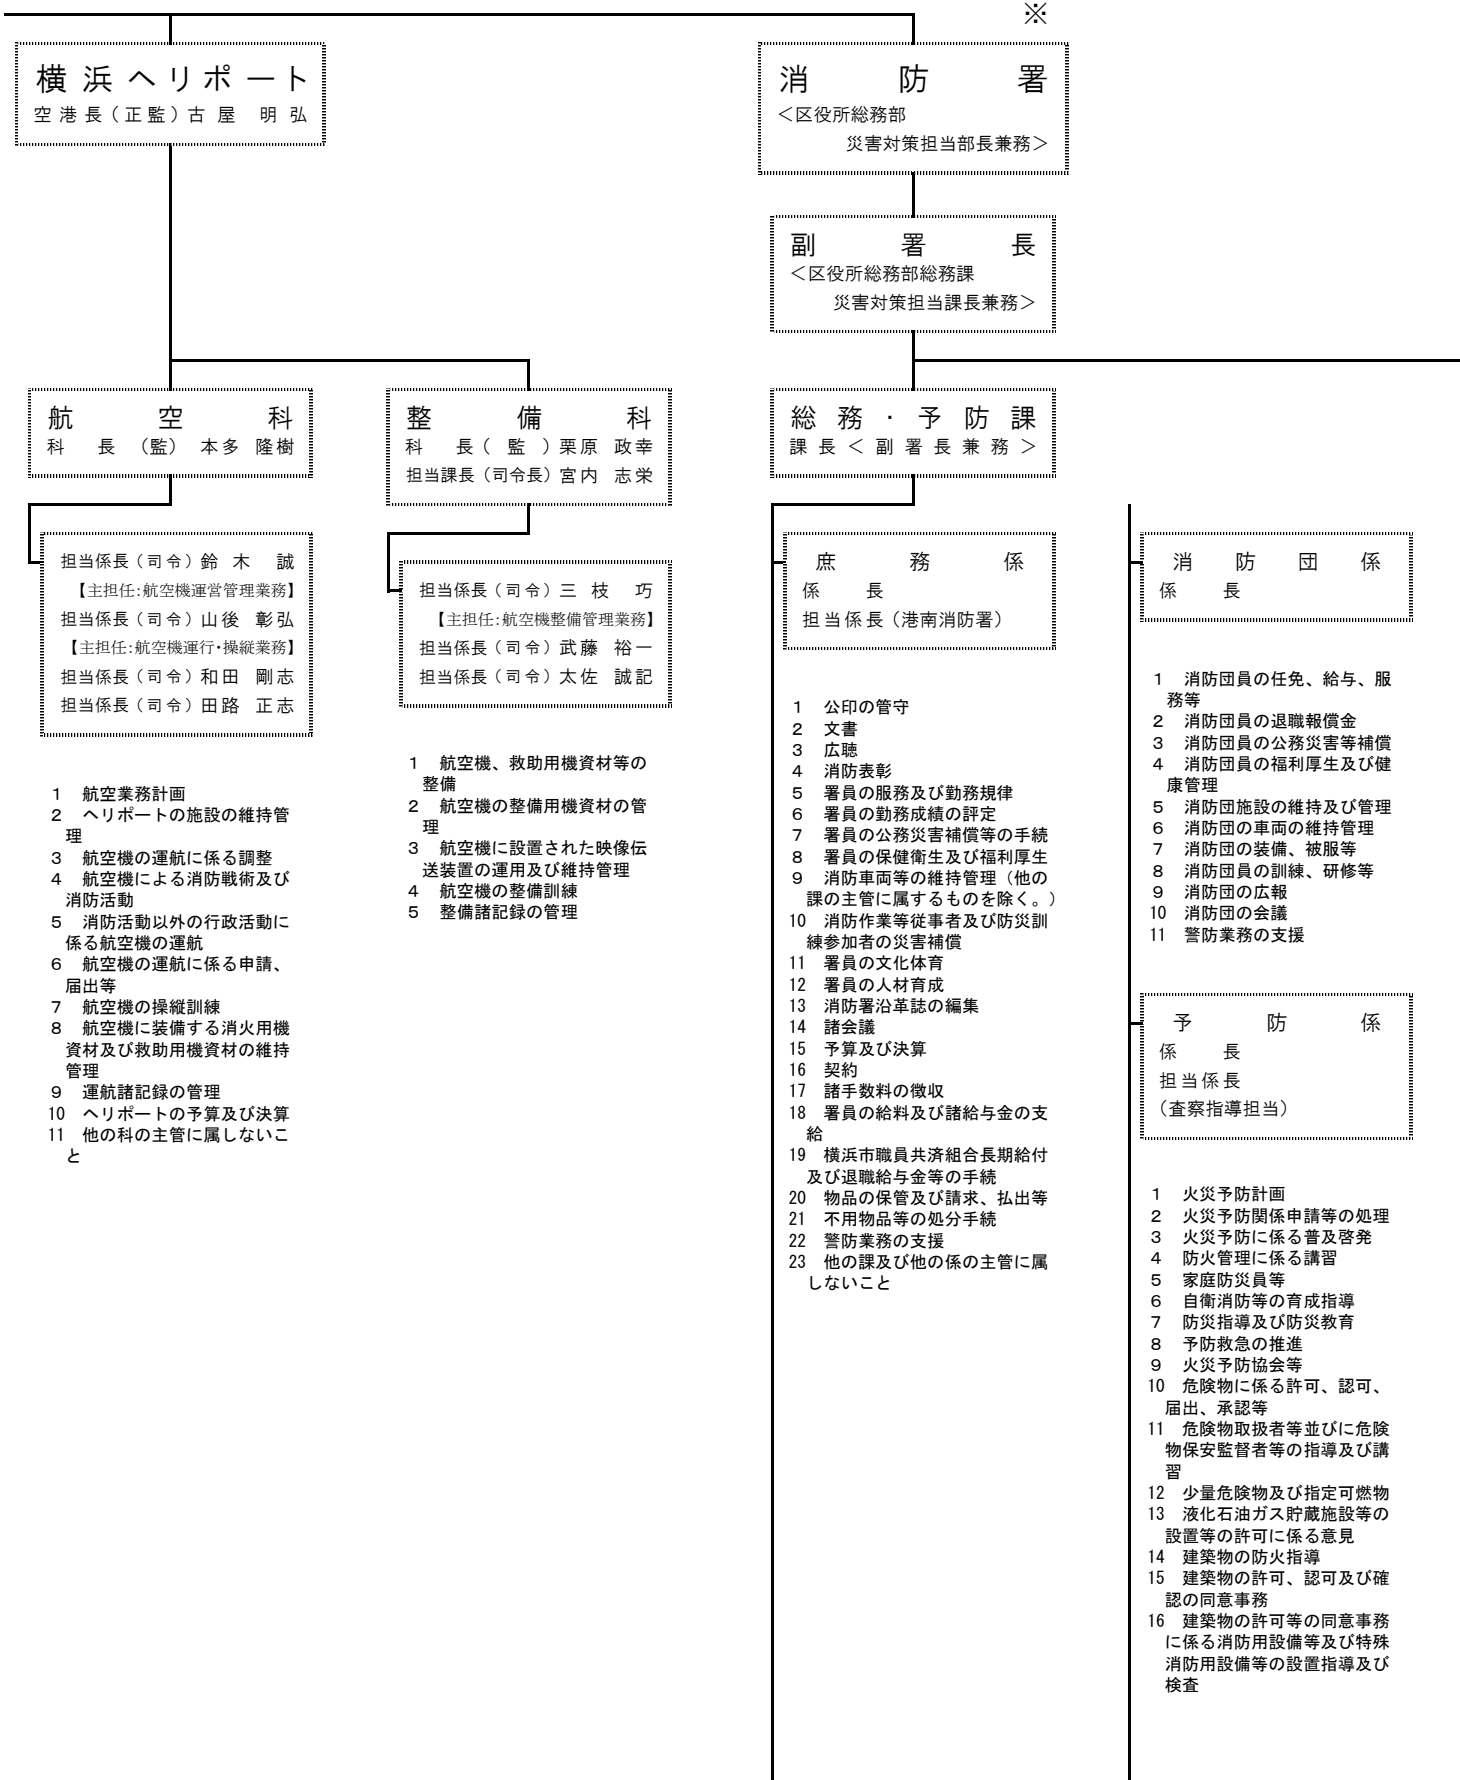 ※
横浜ヘリポート
空港長（正監）古屋　明弘
航空科
科　長　（監）　本多　隆樹
担当係長（司令）鈴木　誠
【主担任：航空機運営管理業務】
担当係長（司令）山後　彰弘
【主担任：航空機運行・操縦業務】
担当係長（司令）和田　剛志
担当係長（司令）田路　正志
１　航空業務計画
２　ヘリポートの施設の維持管
理
３　航空機の運航に係る調整
４　航空機による消防戦術及び
消防活動
５　消防活動以外の行政活動に
係る航空機の運航
６　航空機の運航に係る申請、
届出等
７　航空機の操縦訓練
８　航空機に装備する消火用機
資材及び救助用機資材の維持
管理
９　運航諸記録の管理
10　ヘリポートの予算及び決算
11　他の科の主管に属しないこ
と
整備科
科　長（　監　）栗原　政幸
担当課長（司令長）宮内　志栄
担当係長（司令）三枝　巧
【主担任：航空機整備管理業務】
担当係長（司令）武藤　裕一
担当係長（司令）太佐　誠記
１　航空機、救助用機資材等の
整備
２　航空機の整備用機資材の管
理
３　航空機に設置された映像伝
送装置の運用及び維持管理
４　航空機の整備訓練
５　整備諸記録の管理
消防署
＜区役所総務部
災害対策担当部長兼務＞
副署長
＜区役所総務部総務課
災害対策担当課長兼務＞
総務・予防課
課長＜副署長兼務＞
庶務係
係　長
担当係長（港南消防署）
１　公印の管守
２　文書
３　広聴
４　消防表彰
５　署員の服務及び勤務規律
６　署員の勤務成績の評定
７　署員の公務災害補償等の手続
８　署員の保健衛生及び福利厚生
９　消防車両等の維持管理（他の
課の主管に属するものを除く。）
10　消防作業等従事者及び防災訓
練参加者の災害補償
11　署員の文化体育
12　署員の人材育成
13　消防署沿革誌の編集
14　諸会議
15　予算及び決算
16　契約
17　諸手数料の徴収
18　署員の給料及び諸給与金の支
給
19　横浜市職員共済組合長期給付
及び退職給与金等の手続
20　物品の保管及び請求、払出等
21　不用物品等の処分手続
22　警防業務の支援
23　他の課及び他の係の主管に属
しないこと
消防団係
係　長
１　消防団員の任免、給与、服
務等
２　消防団員の退職報償金
３　消防団員の公務災害等補償
４　消防団員の福利厚生及び健
康管理
５　消防団施設の維持及び管理
６　消防団の車両の維持管理
７　消防団の装備、被服等
８　消防団員の訓練、研修等
９　消防団の広報
10　消防団の会議
11　警防業務の支援
予防係
係　長
担当係長
（査察指導担当）
１　火災予防計画
２　火災予防関係申請等の処理
３　火災予防に係る普及啓発
４　防火管理に係る講習
５　家庭防災員等
６　自衛消防等の育成指導
７　防災指導及び防災教育
８　予防救急の推進
９　火災予防協会等
10　危険物に係る許可、認可、
届出、承認等
11　危険物取扱者等並びに危険
物保安監督者等の指導及び講
習
12　少量危険物及び指定可燃物
13　液化石油ガス貯蔵施設等の
設置等の許可に係る意見
14　建築物の防火指導
15　建築物の許可、認可及び確
認の同意事務
16　建築物の許可等の同意事務
に係る消防用設備等及び特殊
消防用設備等の設置指導及び
検査